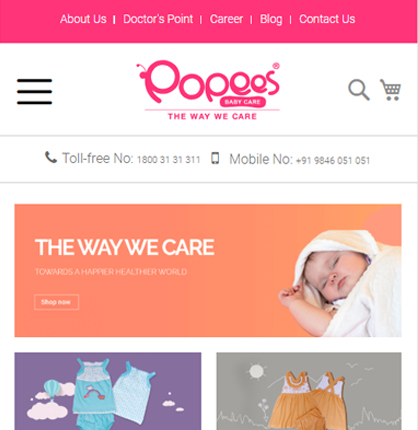 About Us | Doctor's Point | Career | Blog | Contact Us
Popees®
BABY CARE
THE WAY WE CARE
Toll-free No: 1800 31 31 311 Mobile No: +91 9846 051 051
THE WAY WE CARE
TOWARDS A HAPPIER HEALTHIER WORLD
Shop now